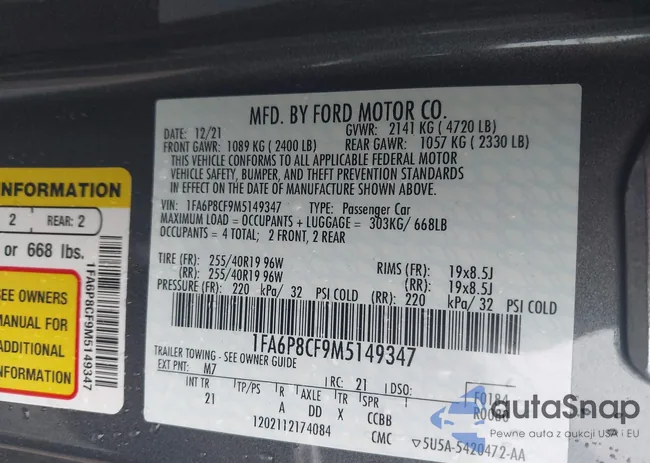 MFD. BY FORD MOTOR CO.
DATE: 12/21 GVWR: 2141 KG ( 4720 LB)
FRONT GAWR: 1089 KG ( 2400 LB) REAR GAWR: 1057 KG ( 2330 LB)
THIS VEHICLE CONFORMS TO ALL APPLICABLE FEDERAL MOTOR
VEHICLE SAFETY, BUMPER, AND THEFT PREVENTION STANDARDS
IN EFFECT ON THE DATE OF MANUFACTURE SHOWN ABOVE.
VIN: 1FA6P8CF9M5149347 TYPE: Passenger Car
MAXIMUM LOAD = OCCUPANTS + LUGGAGE = 303KG/ 668LB
OCCUPANTS = 4 TOTAL; 2 FRONT, 2 REAR
TIRE (FR): 255/40R19 96W RIMS (FR): 19x8.5J
(RR): 255/40R19 96W (RR): 19x8.5J
PRESSURE (FR): 220 kPa/ 32 PSI COLD (RR): 220 kPa/ 32 PSI COLD
1FA6P8CF9M5149347
TRAILER TOWING - SEE OWNER GUIDE
EXT PNT: M7 RC: 21 DSO:
INT TR TP/PS R AXLE TR SPR F0184
21 A DD X CCBB
1202112174084 CMC ▽5U5A-5420472-AA
NFORMATION
2 REAR: 2
or 668 lbs.
EE OWNERS
MANUAL FOR
ADDITIONAL
INFORMATION
1FA6P8CF9M5149347
autoSnap
Pewne auta z aukcji USA i EU